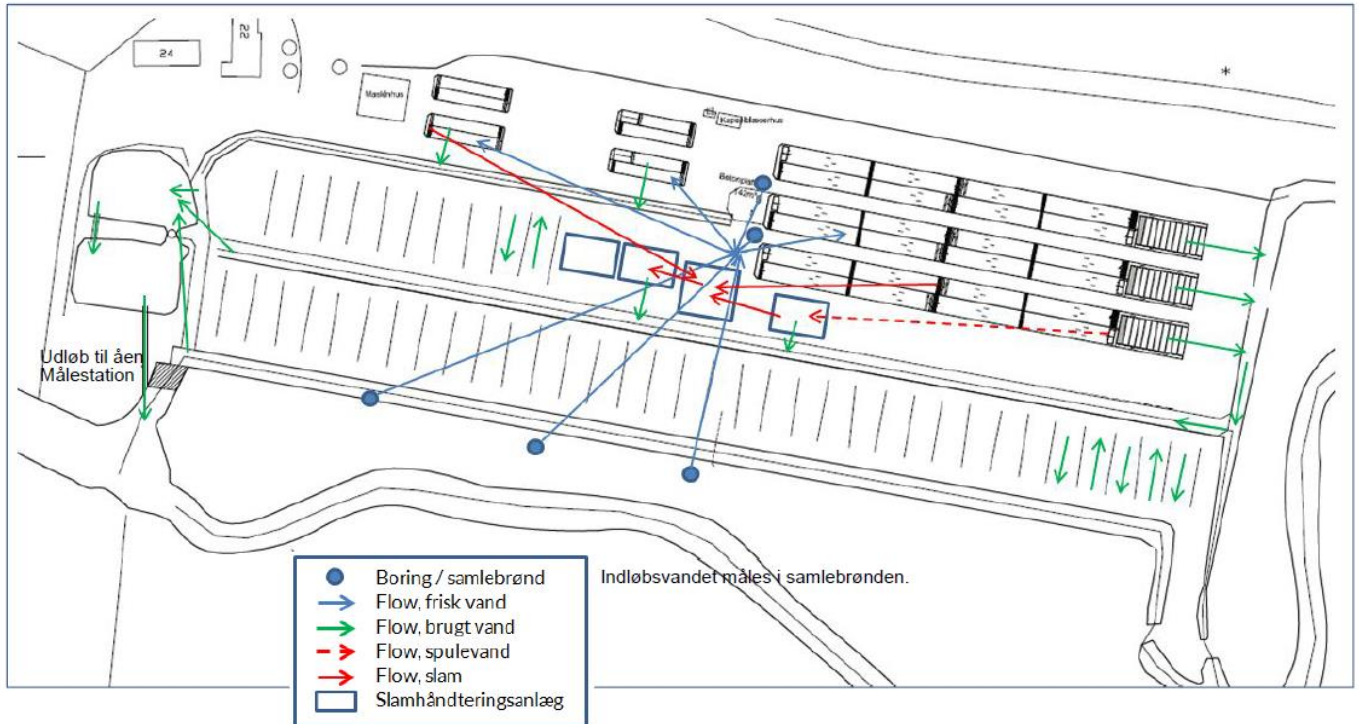 24
22
Maskinhus
142m²
Udløb til åen,
Målestation
Boring / samlebrønd
Flow, frisk vand
Flow, brugt vand
Flow, spulevand
Flow, slam
Slamhåndteringsanlæg
Indløbsvandet måles i samlebrønden.
*